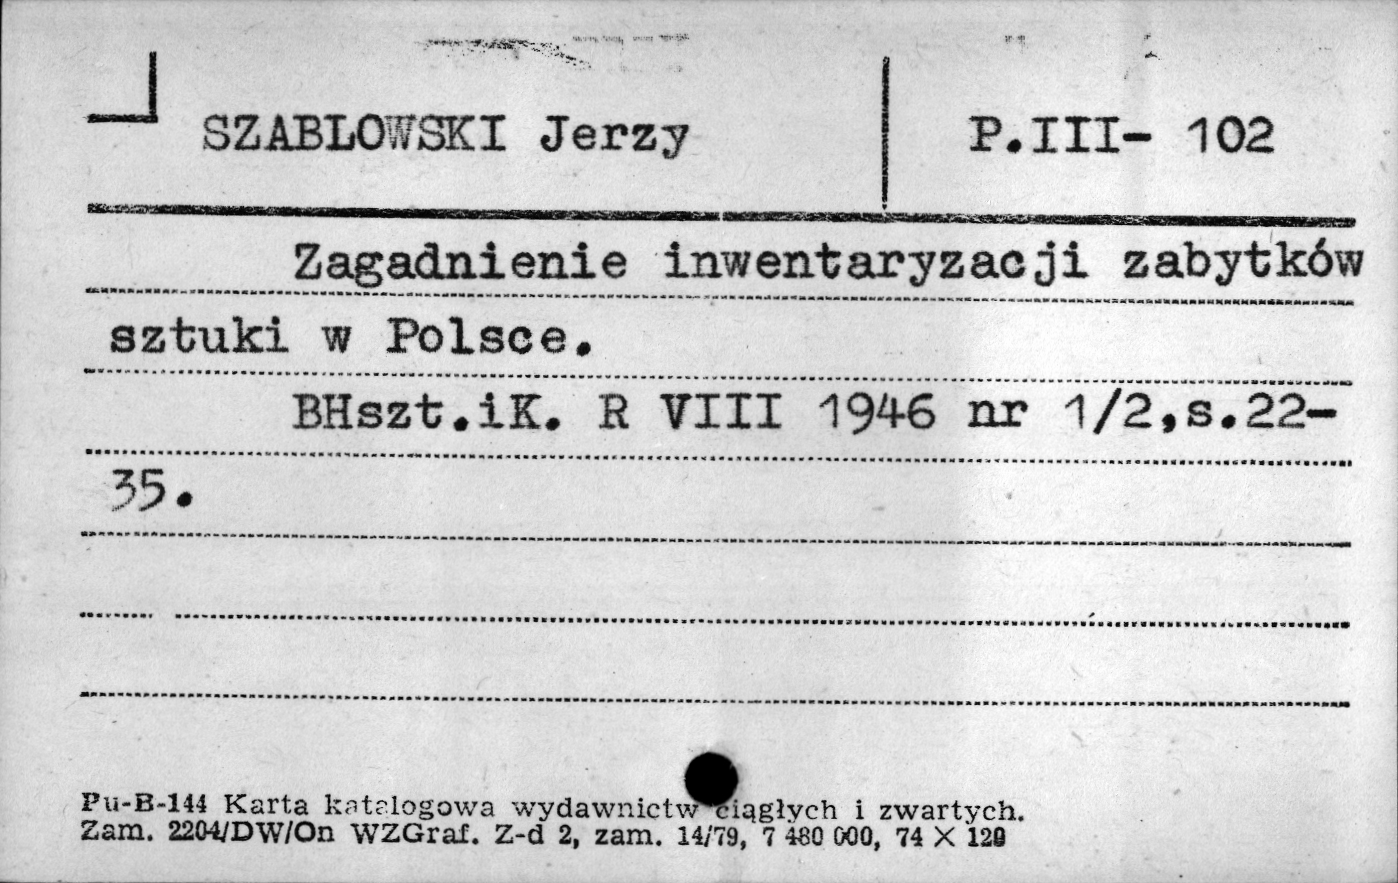 SZABLOWSKI Jerzy
P.III- 102
Zagadnienie inwentaryzacji zabytków
sztuki w Polsce.
BHszt.iK. R VIII 1946 nr 1/2,s.22-
35.
Pu-B-144 Karta katalogowa wydawnictw ciągłych i zwartych.
Zam. 2204/DW/On WZGraf. Z-d 2, zam. 14/79, 7 480 000, 74 X 120